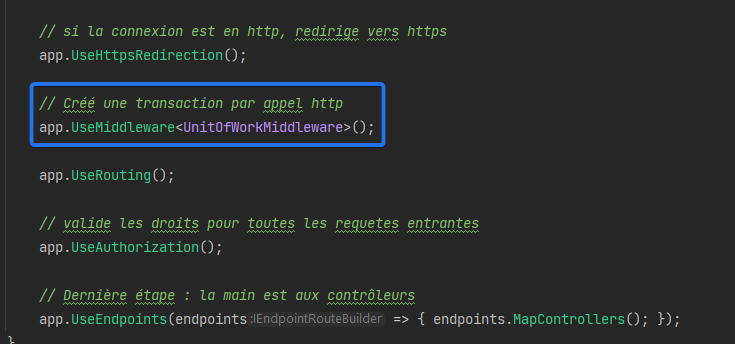 // si la connexion est en http, redirige vers https
app.UseHttpsRedirection();
// Créé une transaction par appel http
app.UseMiddleware<UnitOfWorkMiddleware>();
app.UseRouting();
// valide les droits pour toutes les requetes entrantes
app.UseAuthorization();
// Dernière étape : la main est aux contrôleurs
app.UseEndpoints(endpoints:IEndpointRouteBuilder => { endpoints.MapControllers(); });
}